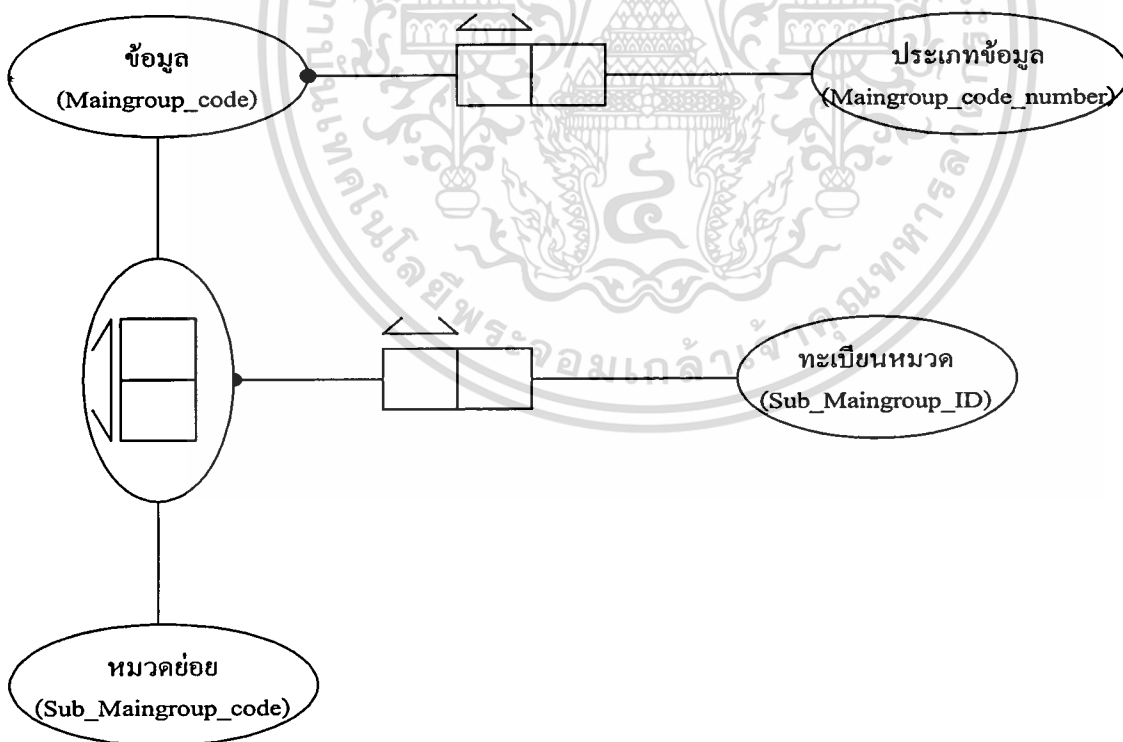 ข้อมูล
(Maingroup_code)
ประเภทข้อมูล
(Maingroup_code_number)
ทะเบียนหมวด
(Sub_Maingroup_ID)
หมวดย่อย
(Sub_Maingroup_code)